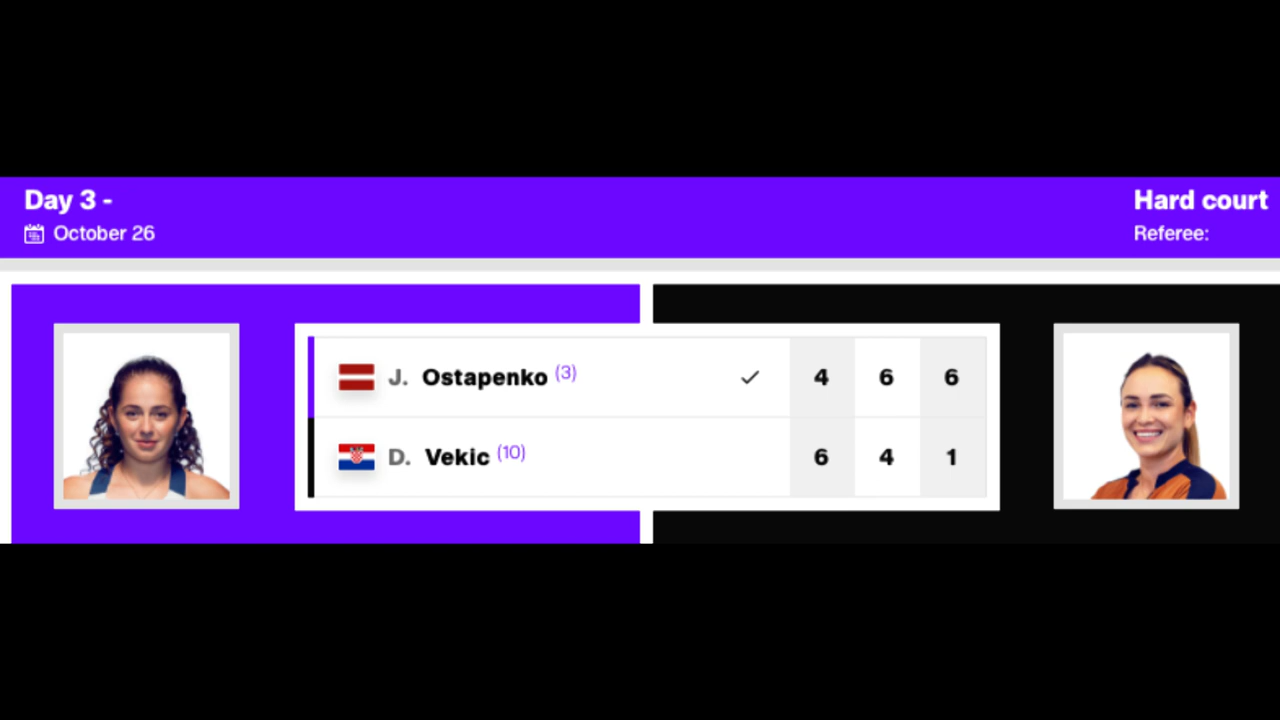 Day 3 -
October 26
Hard court
Referee:
J. Ostapenko (3) ✓ 4 6 6
D. Vekic (10) 6 4 1